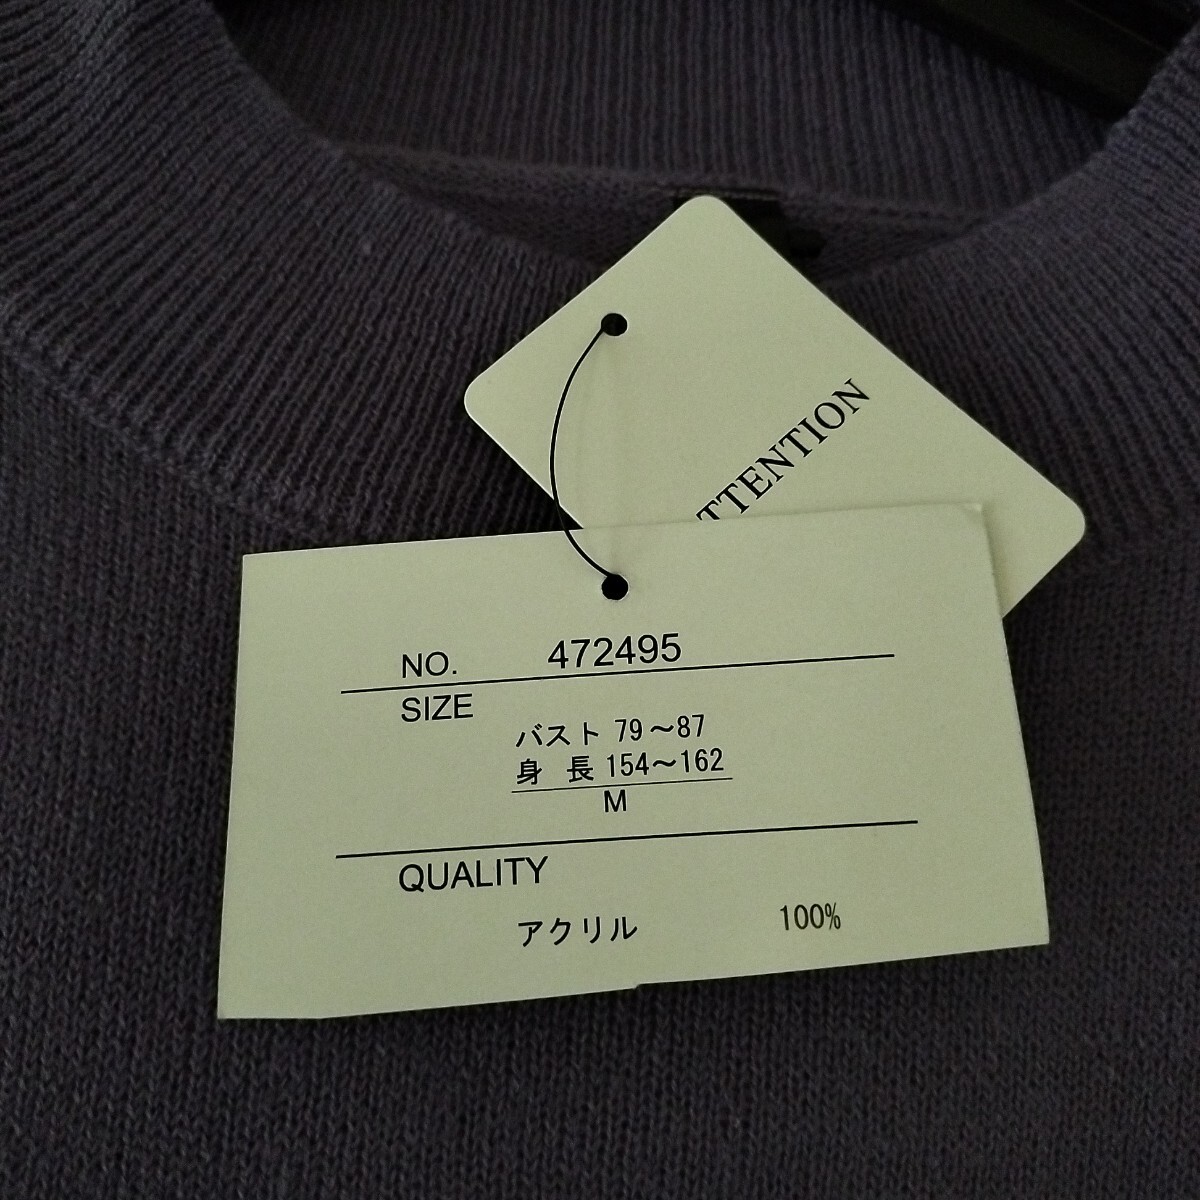 TTENTION
NO. 472495
SIZE
バスト 79～87
身 長 154～162
M
QUALITY
アクリル 100%